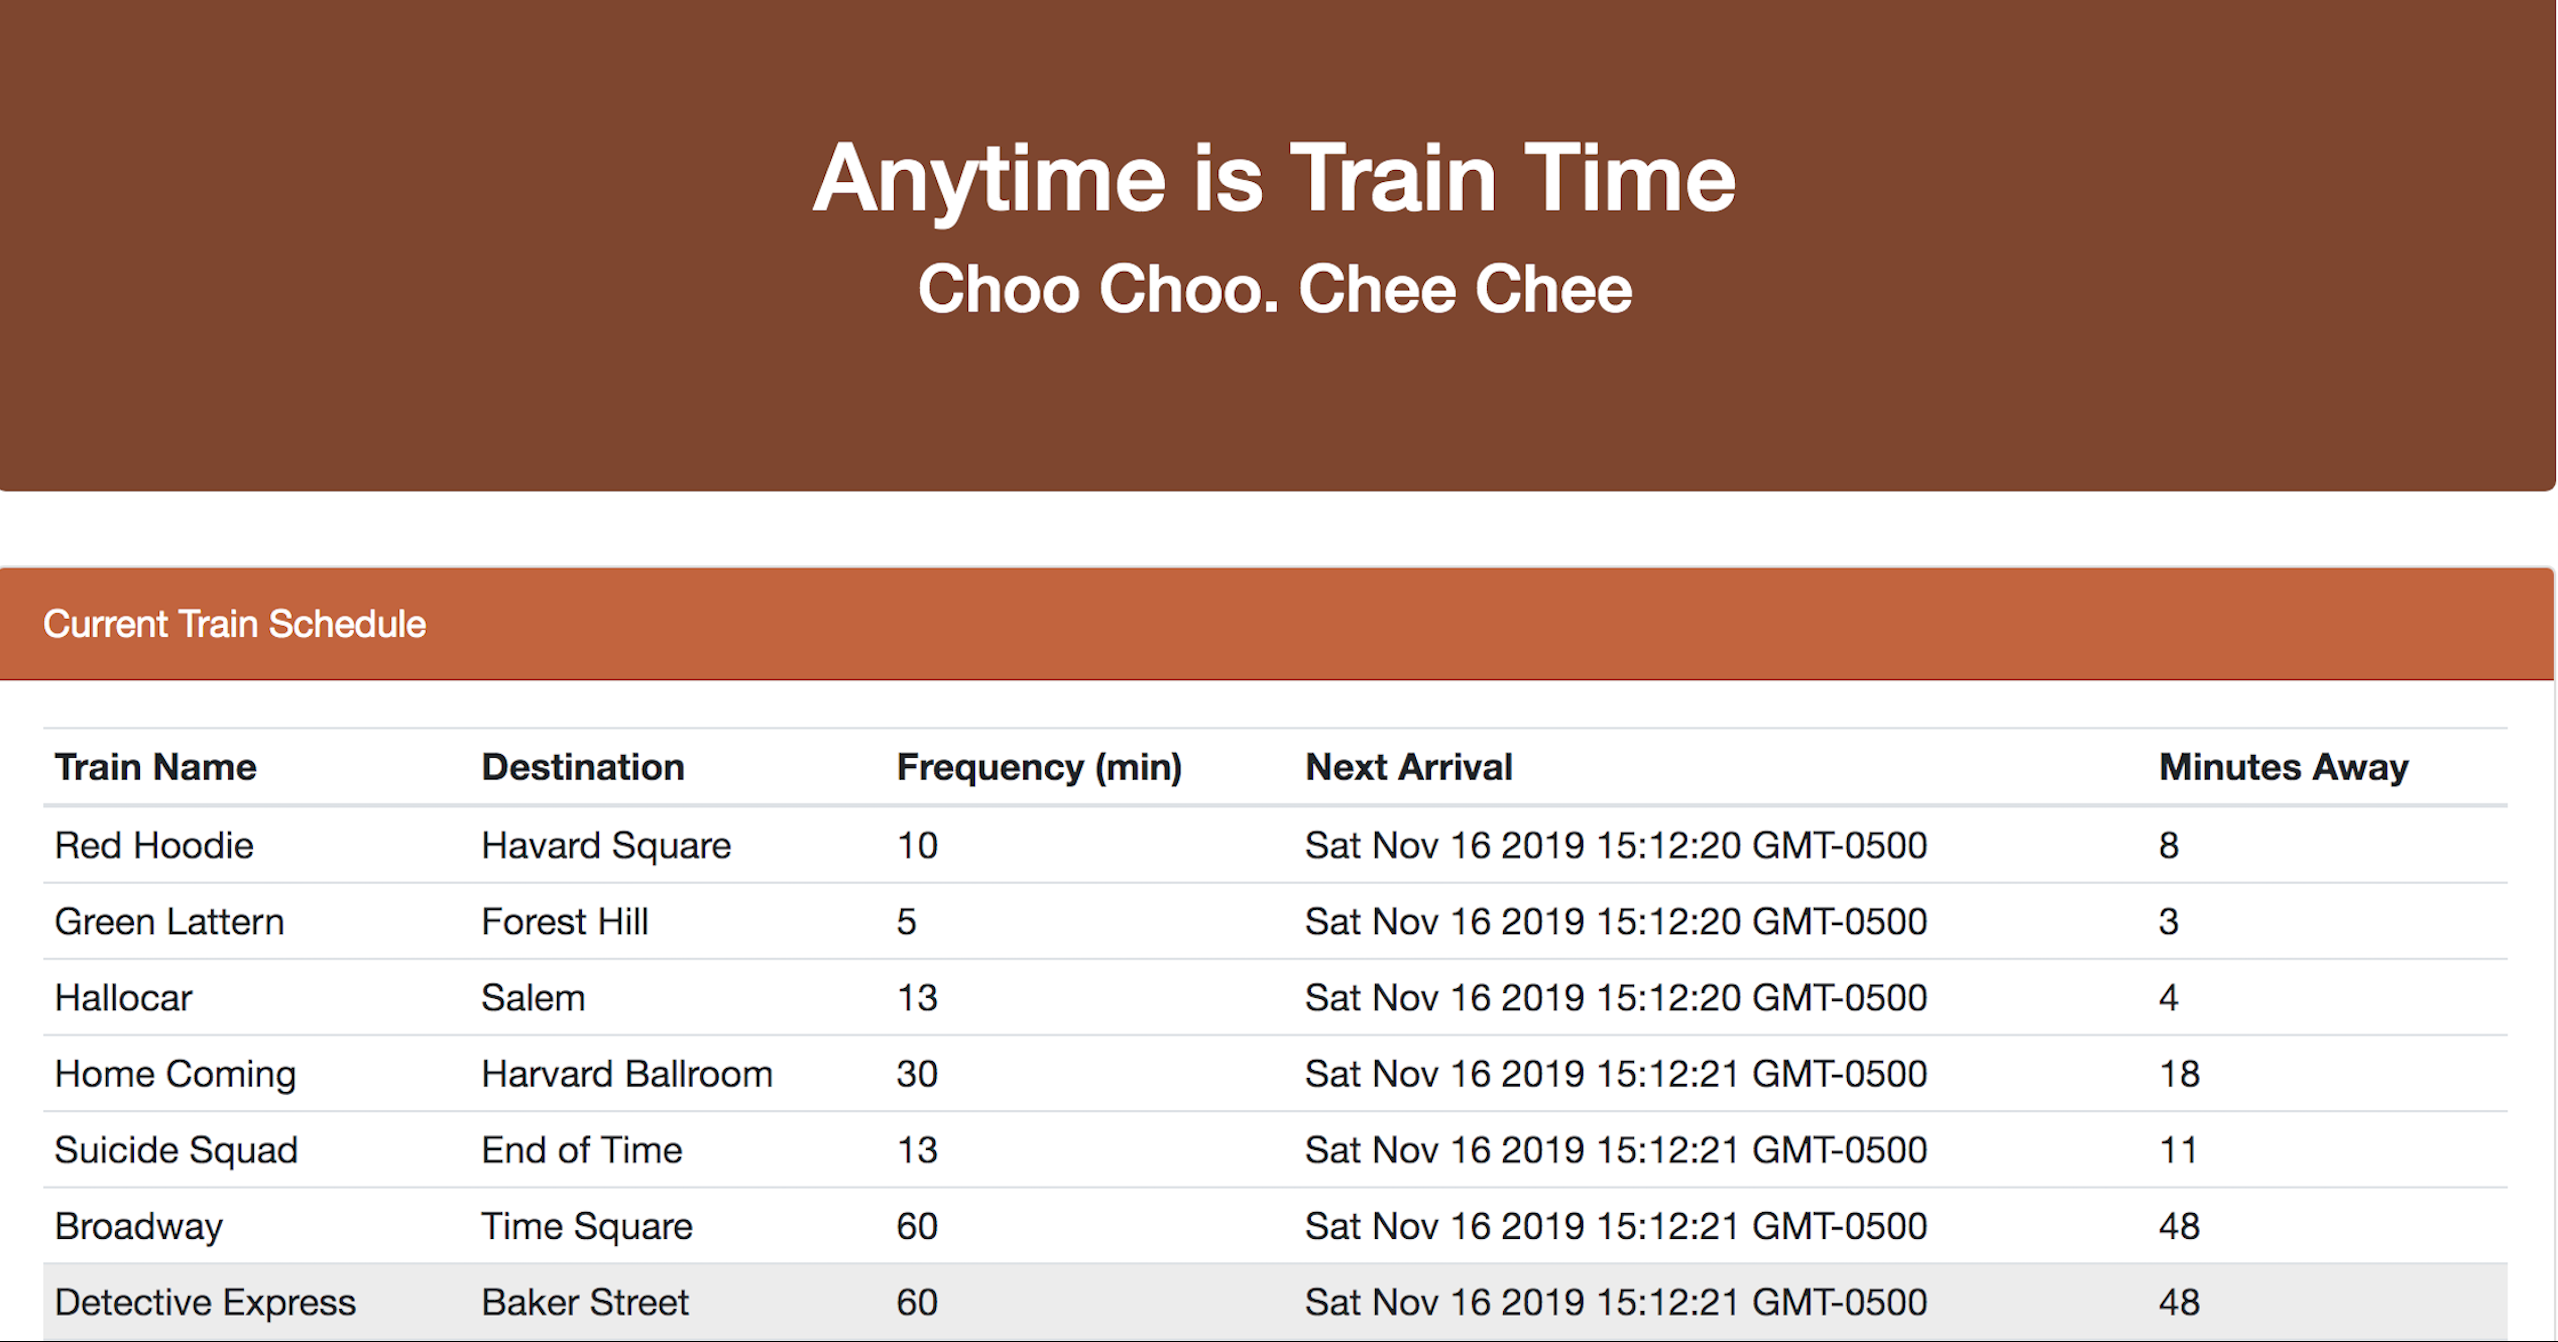 Anytime is Train Time
Choo Choo. Chee Chee
Current Train Schedule
Train Name Destination Frequency (min) Next Arrival Minutes Away
Red Hoodie Havard Square 10 Sat Nov 16 2019 15:12:20 GMT-0500 8
Green Lattern Forest Hill 5 Sat Nov 16 2019 15:12:20 GMT-0500 3
Hallocar Salem 13 Sat Nov 16 2019 15:12:20 GMT-0500 4
Home Coming Harvard Ballroom 30 Sat Nov 16 2019 15:12:21 GMT-0500 18
Suicide Squad End of Time 13 Sat Nov 16 2019 15:12:21 GMT-0500 11
Broadway Time Square 60 Sat Nov 16 2019 15:12:21 GMT-0500 48
Detective Express Baker Street 60 Sat Nov 16 2019 15:12:21 GMT-0500 48